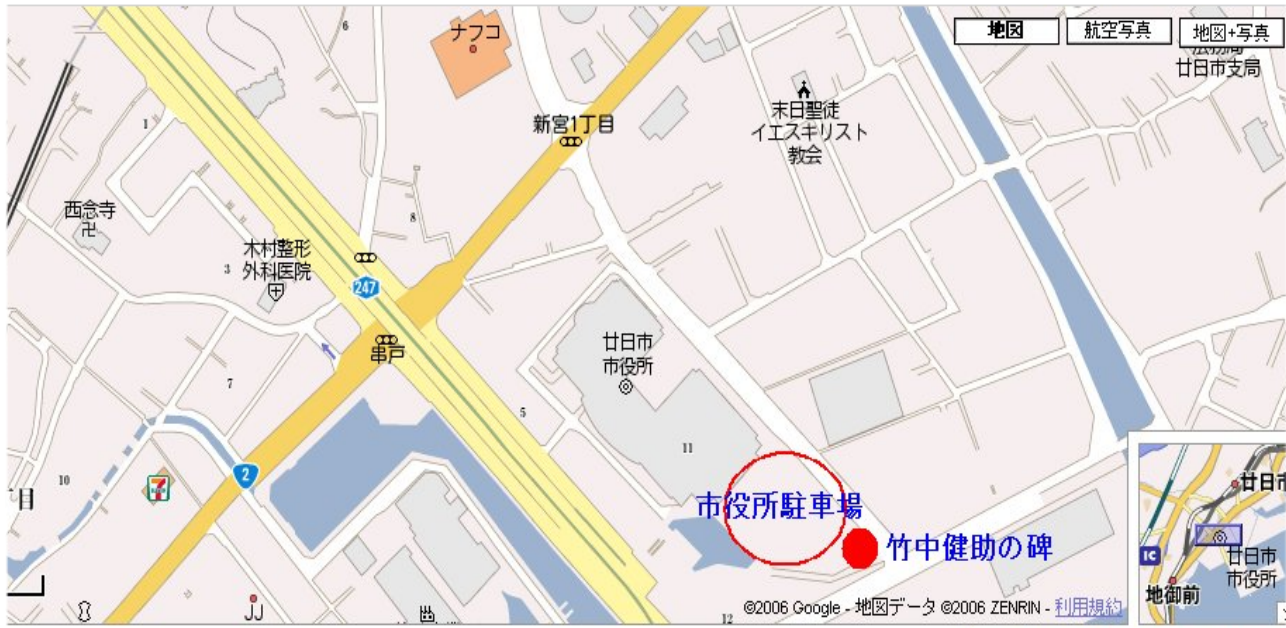 6
ナフコ
地図
航空写真
地図+写真
廿日市支局
1
新宮1丁目
末日聖徒
イエスキリスト
教会
西念寺
卍
8
木村整形
外科医院
3
247
廿日市
市役所
串戸
7
5
11
2
10
7
目
市役所駐車場
竹中健助の碑
廿日市
IC
廿日市
市役所
地御前
JJ
12
©2006 Google - 地図データ ©2006 ZENRIN - 利用規約